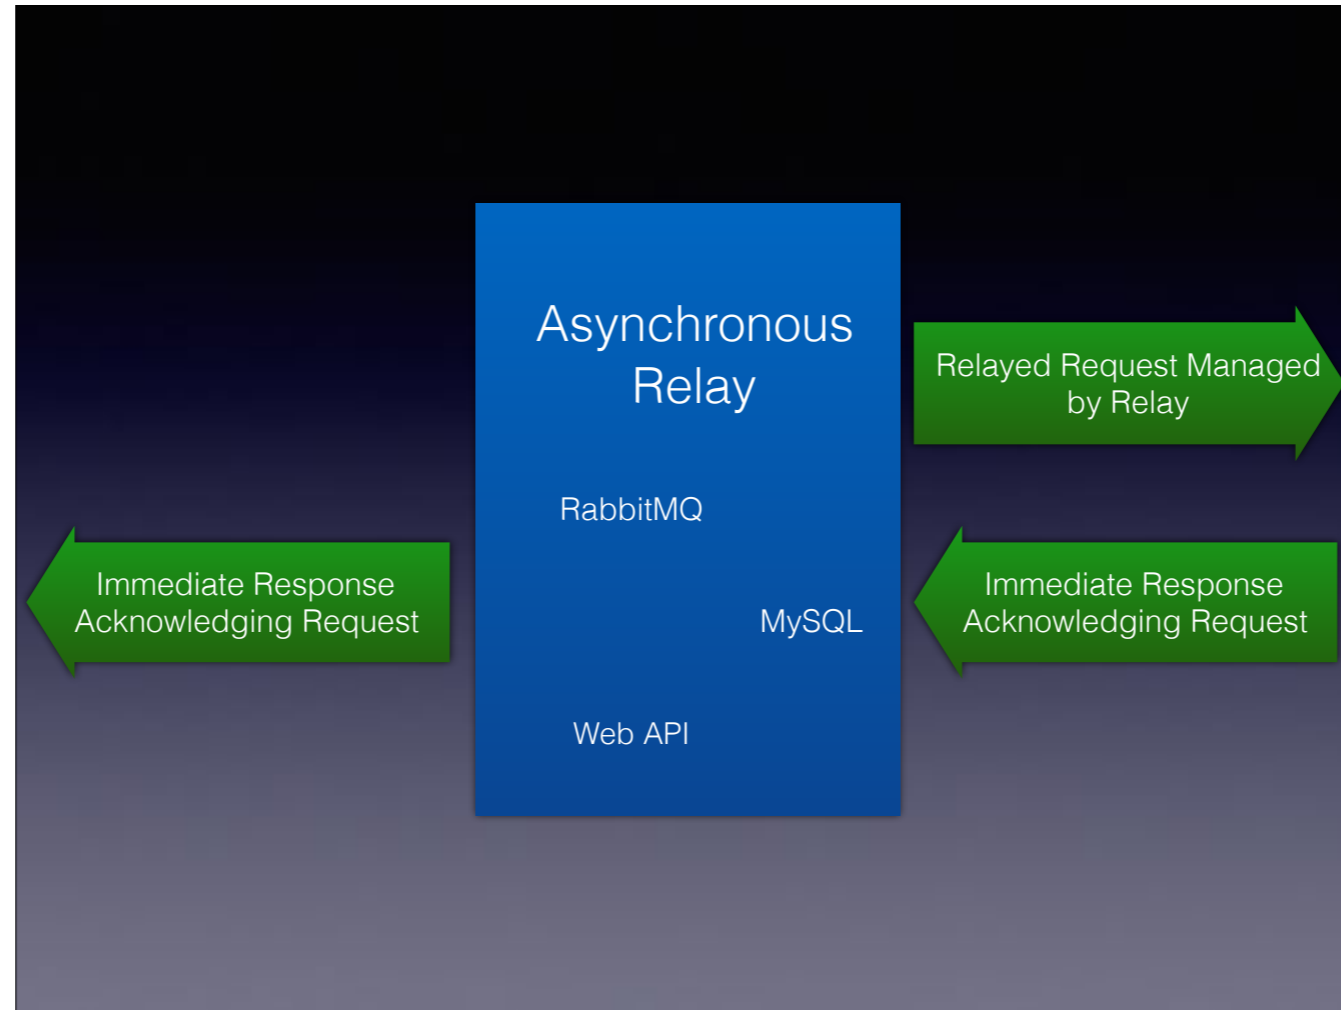 Asynchronous
Relay
Relayed Request Managed
by Relay
RabbitMQ
Immediate Response
Acknowledging Request
MySQL
Immediate Response
Acknowledging Request
Web API